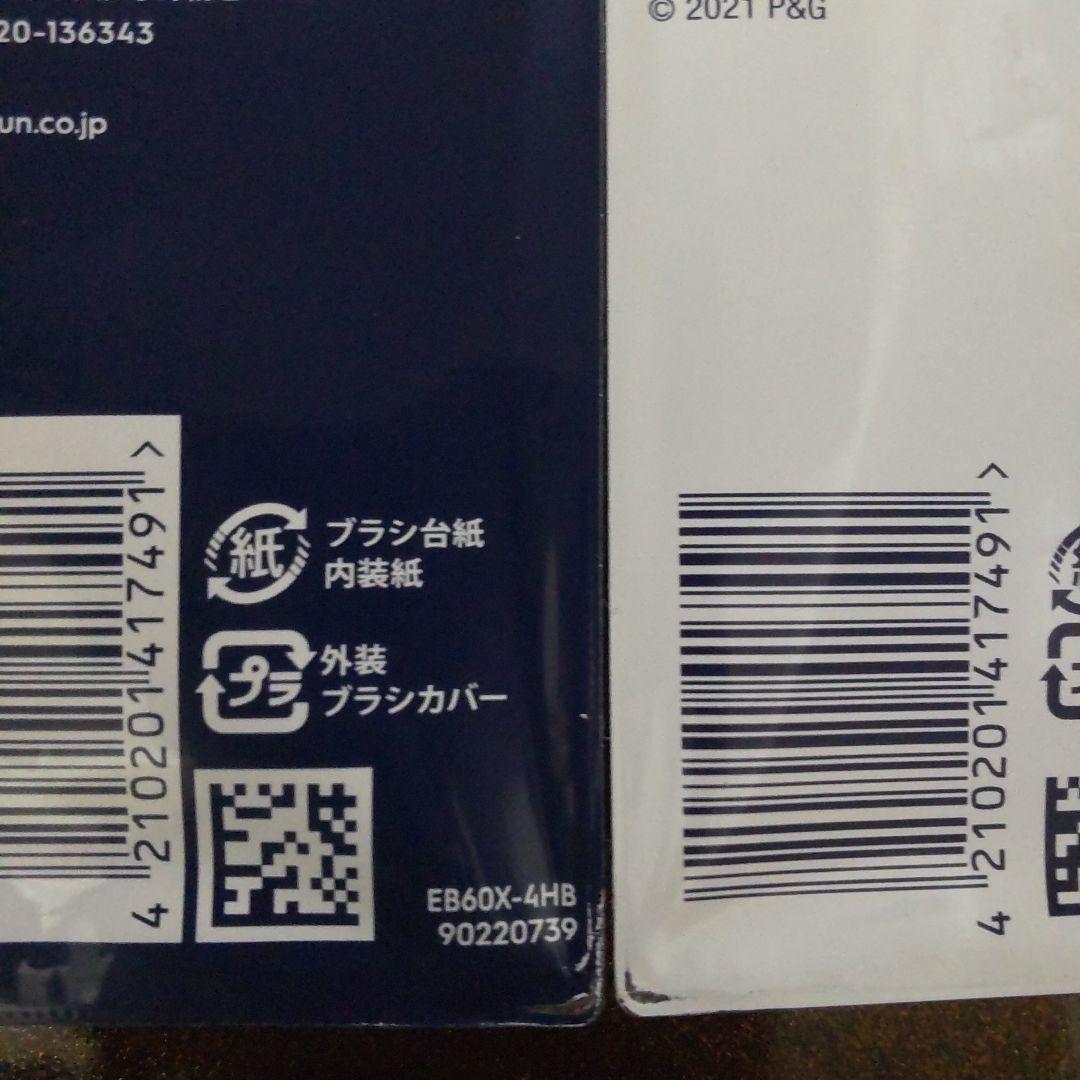 20-136343
un.co.jp
4 210201 417491 >
紙
ブラシ台紙
内装紙
プラ
外装
ブラシカバー
EB60X-4HB
90220739
© 2021 P&G
4 210201 417491 >